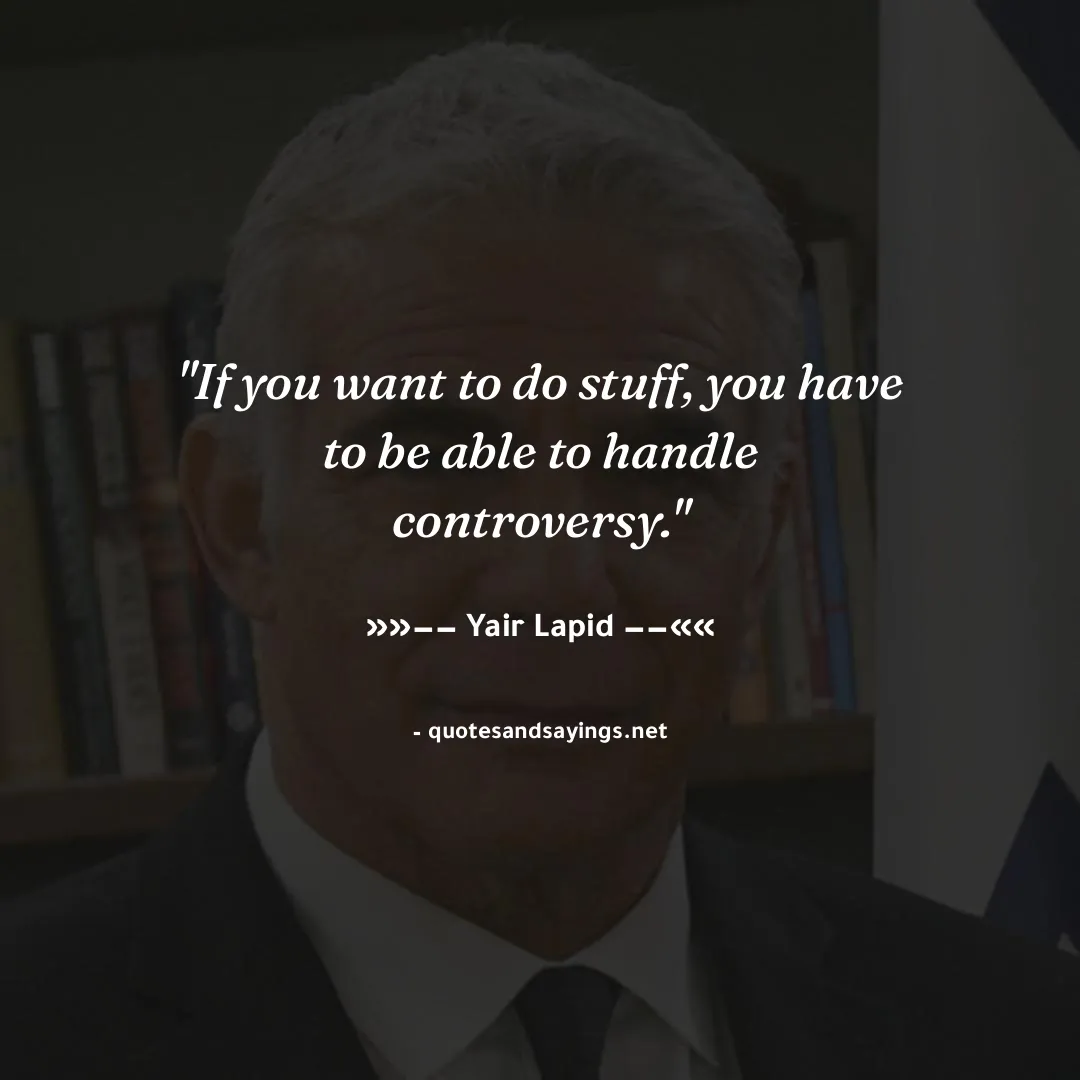 "If you want to do stuff, you have
to be able to handle
controversy."
»»–– Yair Lapid ––««
- quotesandsayings.net